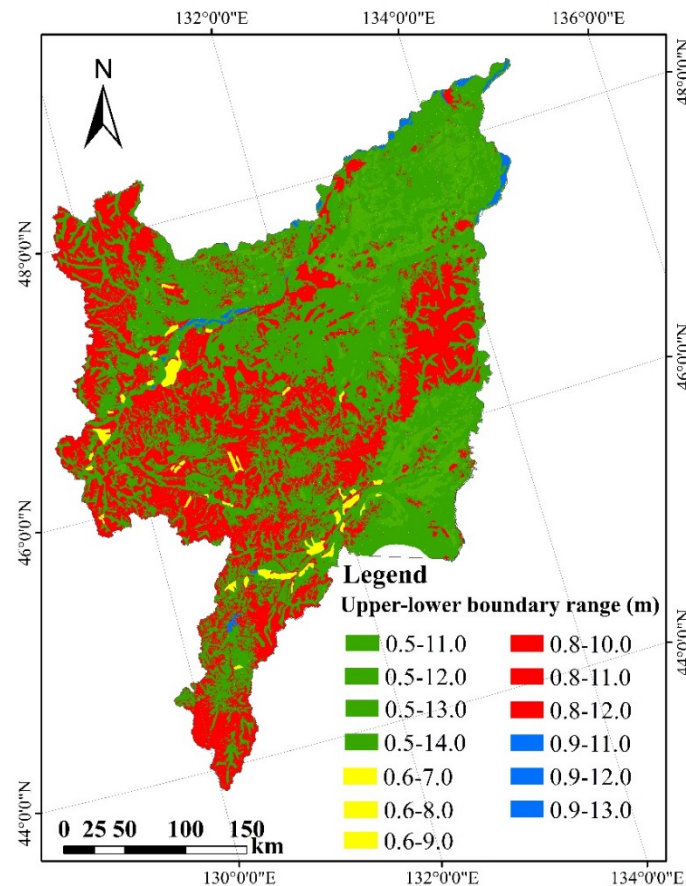 132°0'0"E 134°0'0"E 136°0'0"E
N
48°0'0"N
48°0'0"N
46°0'0"N
46°0'0"N
Legend
Upper-lower boundary range (m)
0.5-11.0 0.8-10.0
0.5-12.0 0.8-11.0
0.5-13.0 0.8-12.0
0.5-14.0 0.9-11.0
0.6-7.0 0.9-12.0
0.6-8.0 0.9-13.0
0.6-9.0
44°0'0"N
44°0'0"N
0 25 50 100 150
km
130°0'0"E 132°0'0"E 134°0'0"E